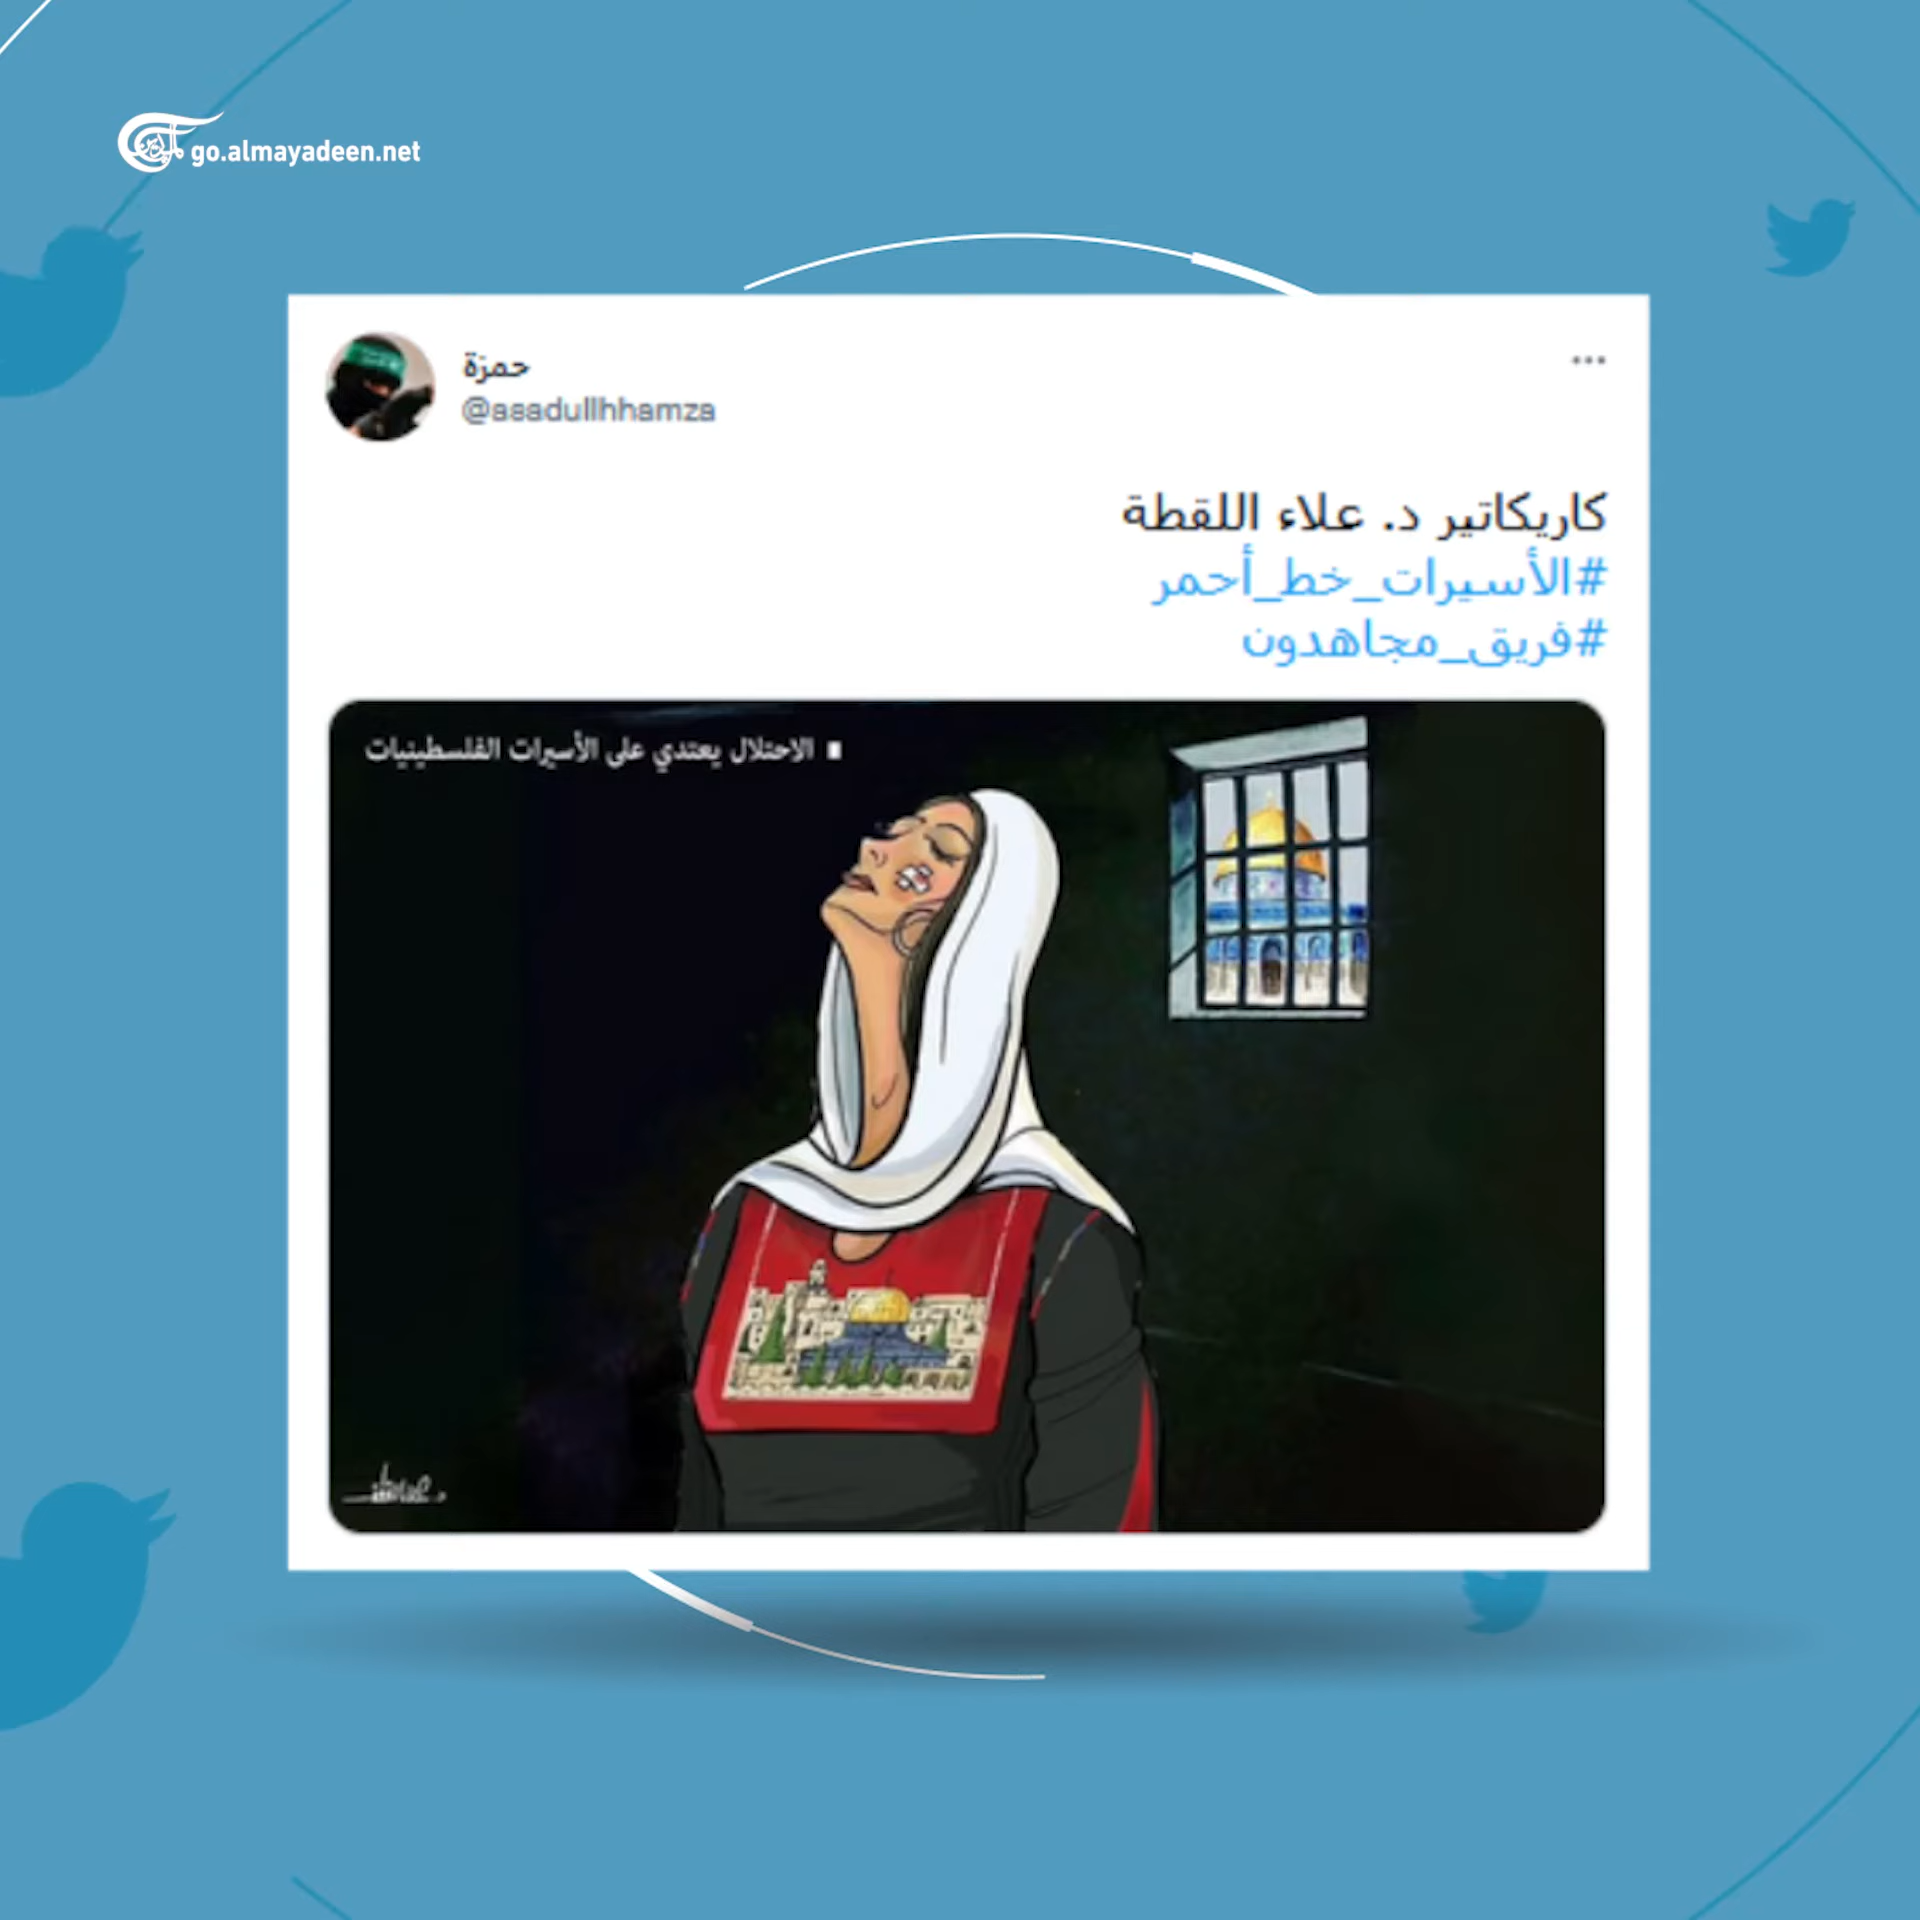 go.almayadeen.net
حمزة
@asadullhhamza
كاريكاتير د. علاء اللقطة
#الأسيرات_خط_أحمر
#فريق_مجاهدون
الاحتلال يعتدي على الأسيرات الفلسطينيات